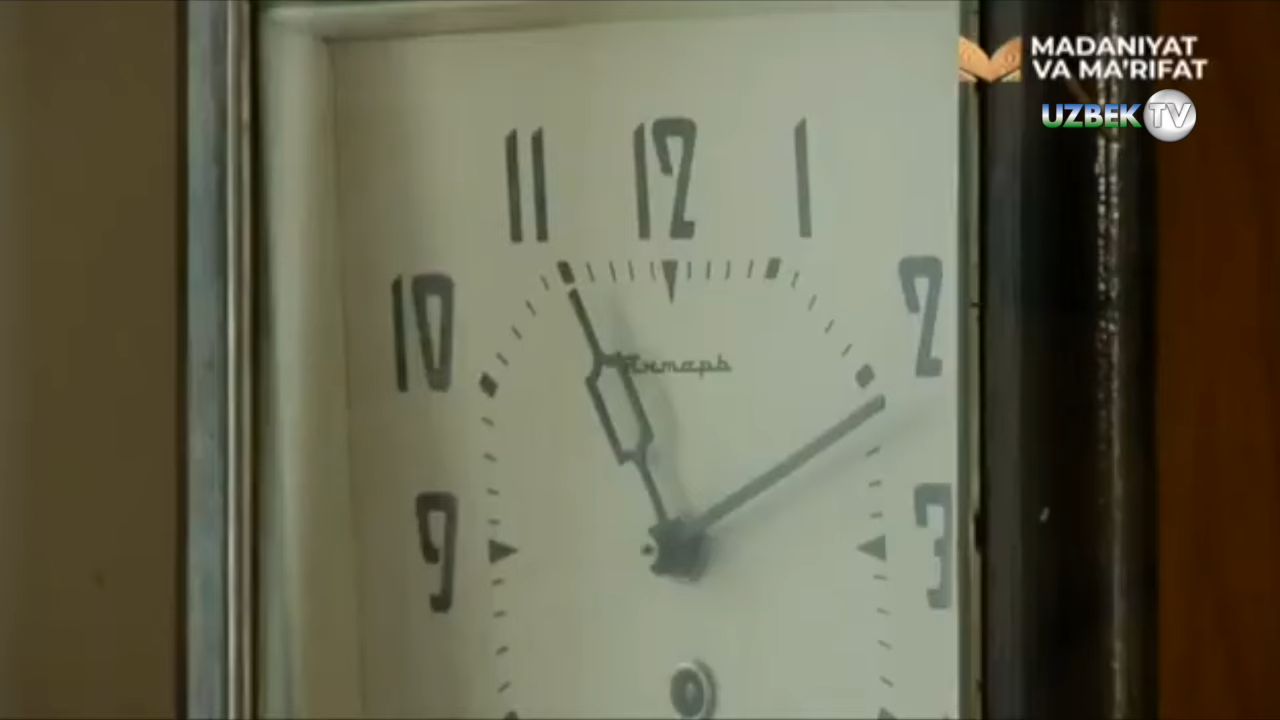 MADANIYAT
VA MA'RIFAT
UZBEK TV
11 12 1
10 2
Янтарь
9 3